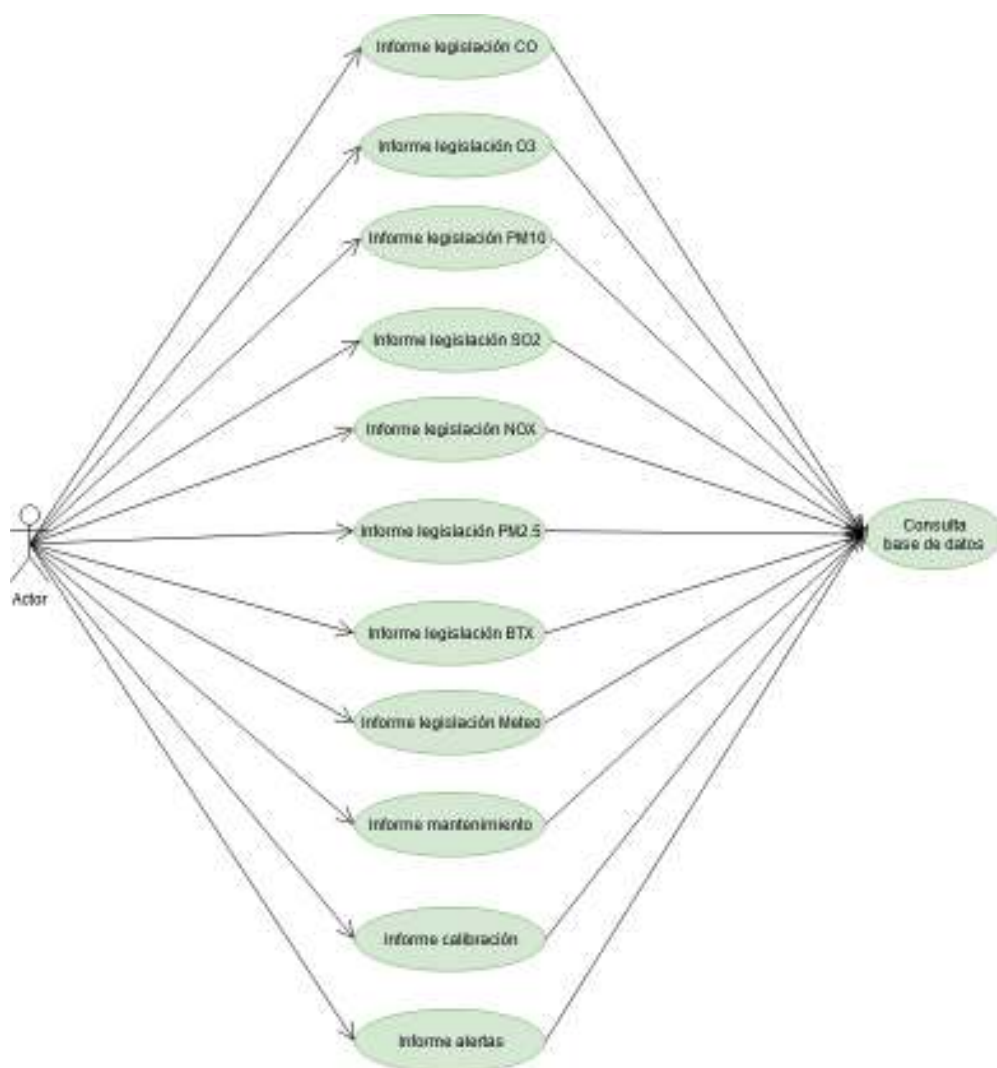 Informe legislación CO
Informe legislación O3
Informe legislación PM10
Informe legislación SO2
Informe legislación NOX
Informe legislación PM2.5
Consulta
base de datos
Actor
Informe legislación BTX
Informe legislación Meteo
Informe mantenimiento
Informe calibración
Informe alertas